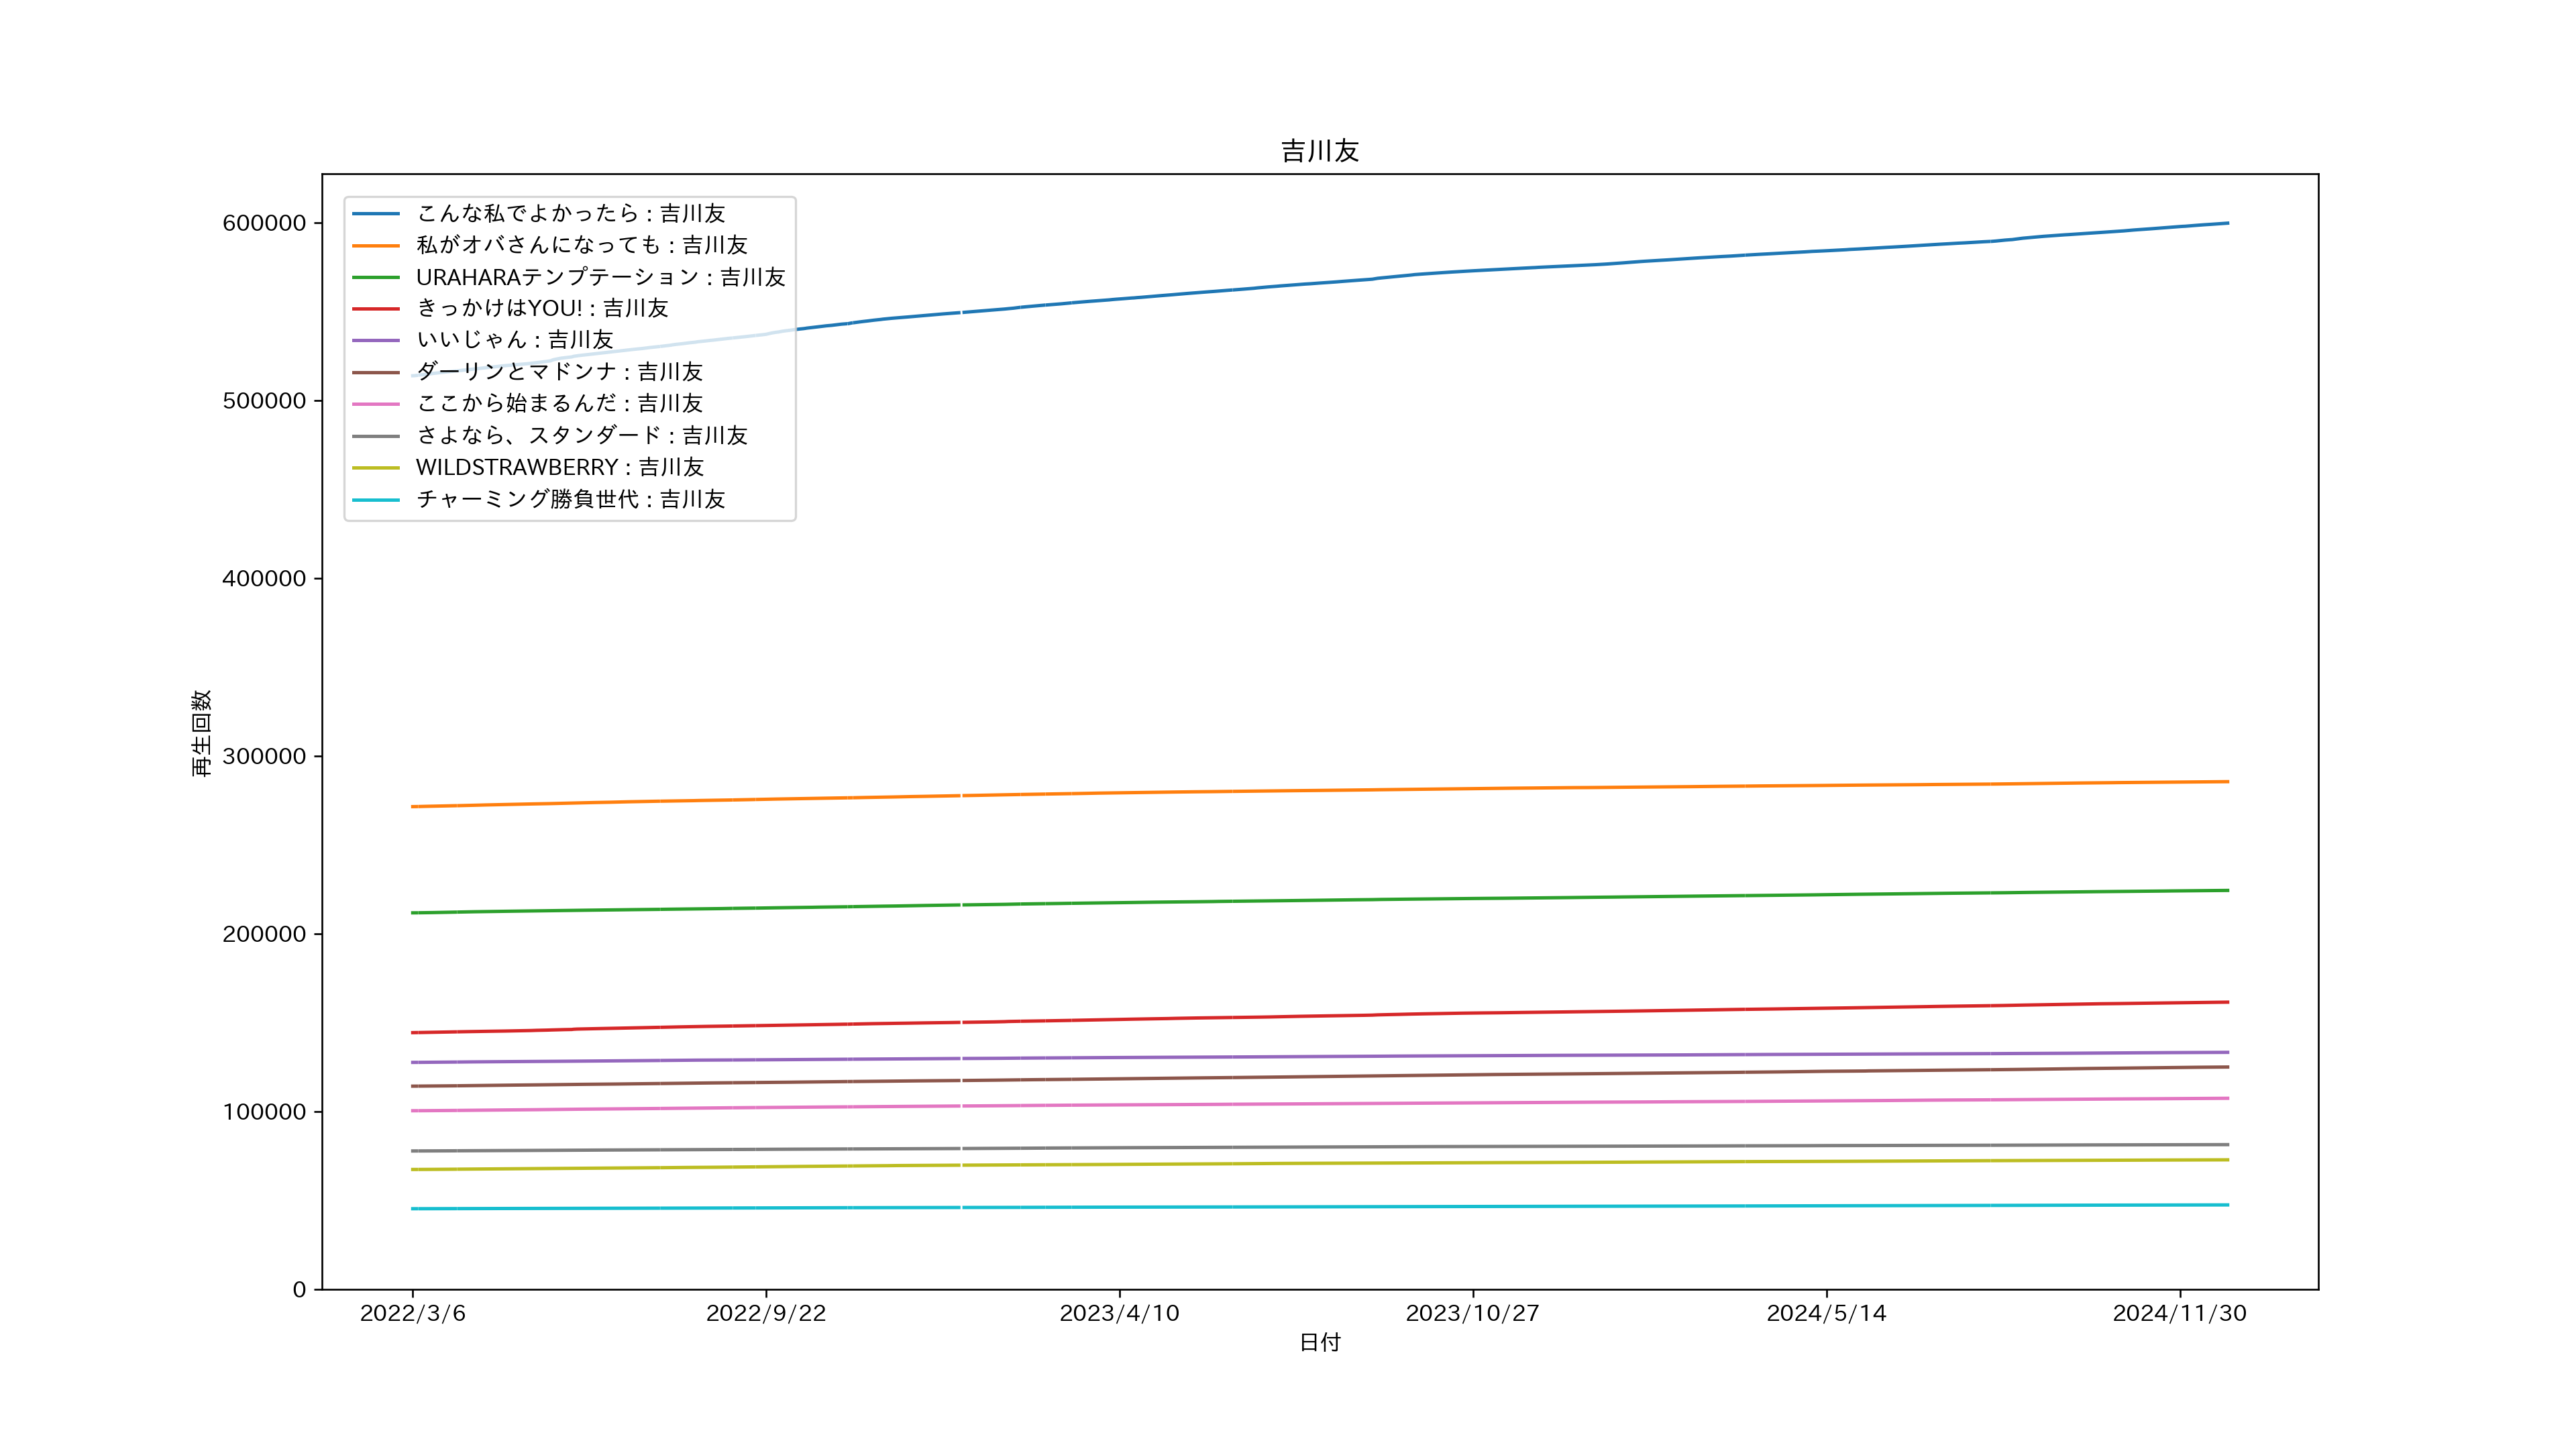 吉川友
こんな私でよかったら : 吉川友
私がオバさんになっても : 吉川友
URAHARAテンプテーション : 吉川友
きっかけはYOU! : 吉川友
いいじゃん : 吉川友
ダーリンとマドンナ : 吉川友
ここから始まるんだ : 吉川友
さよなら、スタンダード : 吉川友
WILDSTRAWBERRY : 吉川友
チャーミング勝負世代 : 吉川友
600000
500000
400000
300000
200000
100000
0
再生回数
2022/3/6 2022/9/22 2023/4/10 2023/10/27 2024/5/14 2024/11/30
日付